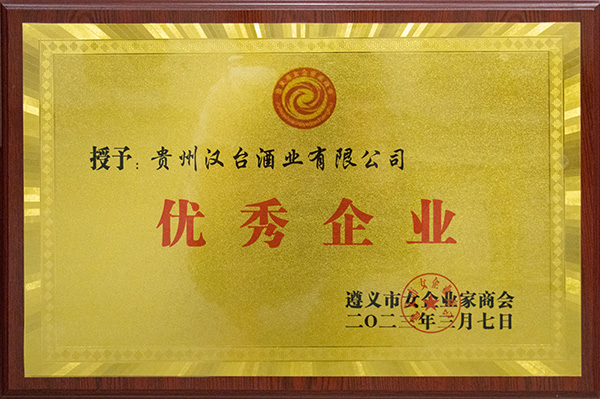 授予：贵州汉台酒业有限公司
优秀企业
遵义市女企业家商会
二〇二三年三月七日